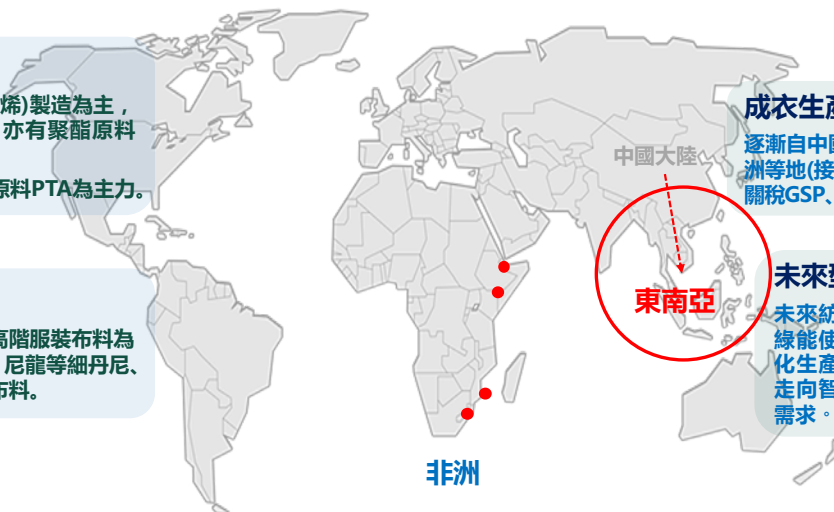 烯)製造為主，
亦有聚酯原料
原料PTA為主力。
高階服裝布料為
尼龍等細丹尼、
布料。
中國大陸
東南亞
非洲
成衣生產
逐漸自中國
洲等地(接
關稅GSP、
未來
未來紡
綠能使
化生產
走向智
需求。